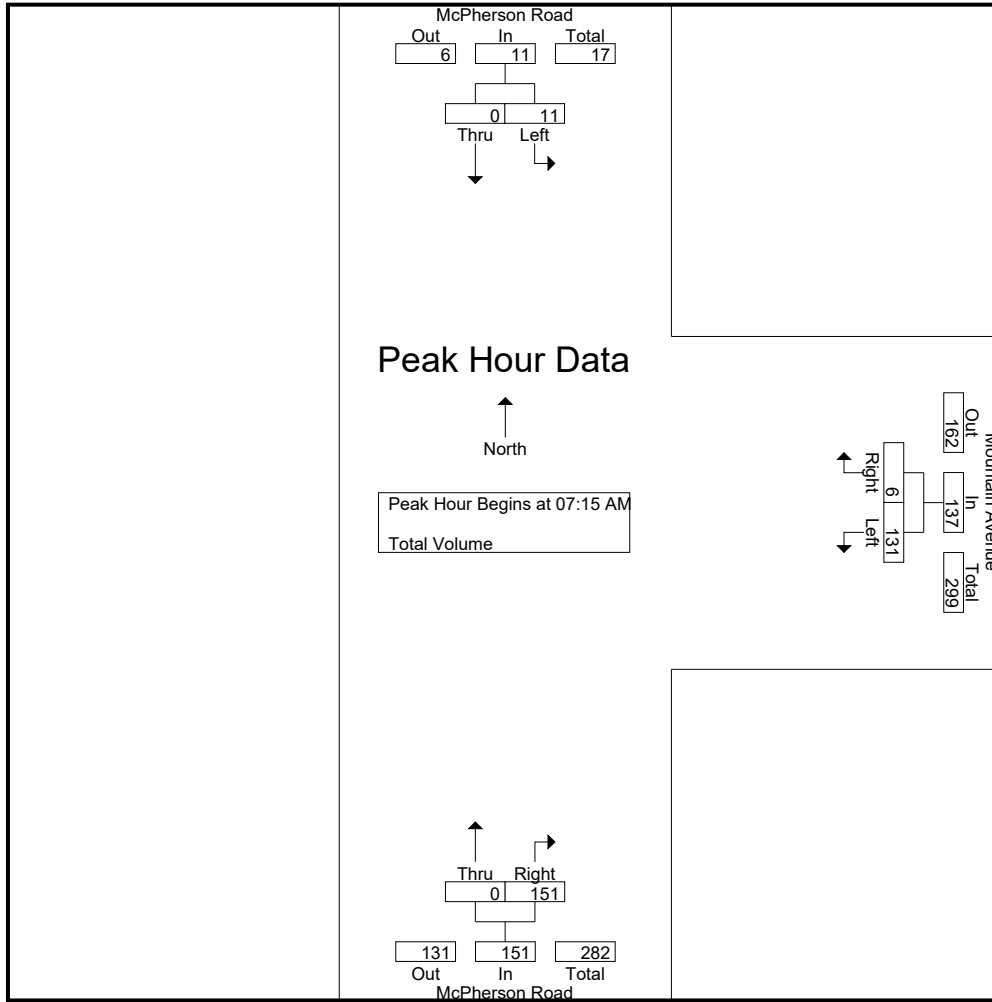 McPherson Road
Out In Total
6 11 17
0 11
Thru Left
Peak Hour Data
North
Peak Hour Begins at 07:15 AM
Total Volume
Mountain Avenue
Out In Total
162 137 299
6 131
Right Left
Thru Right
0 151
131 151 282
Out In Total
McPherson Road